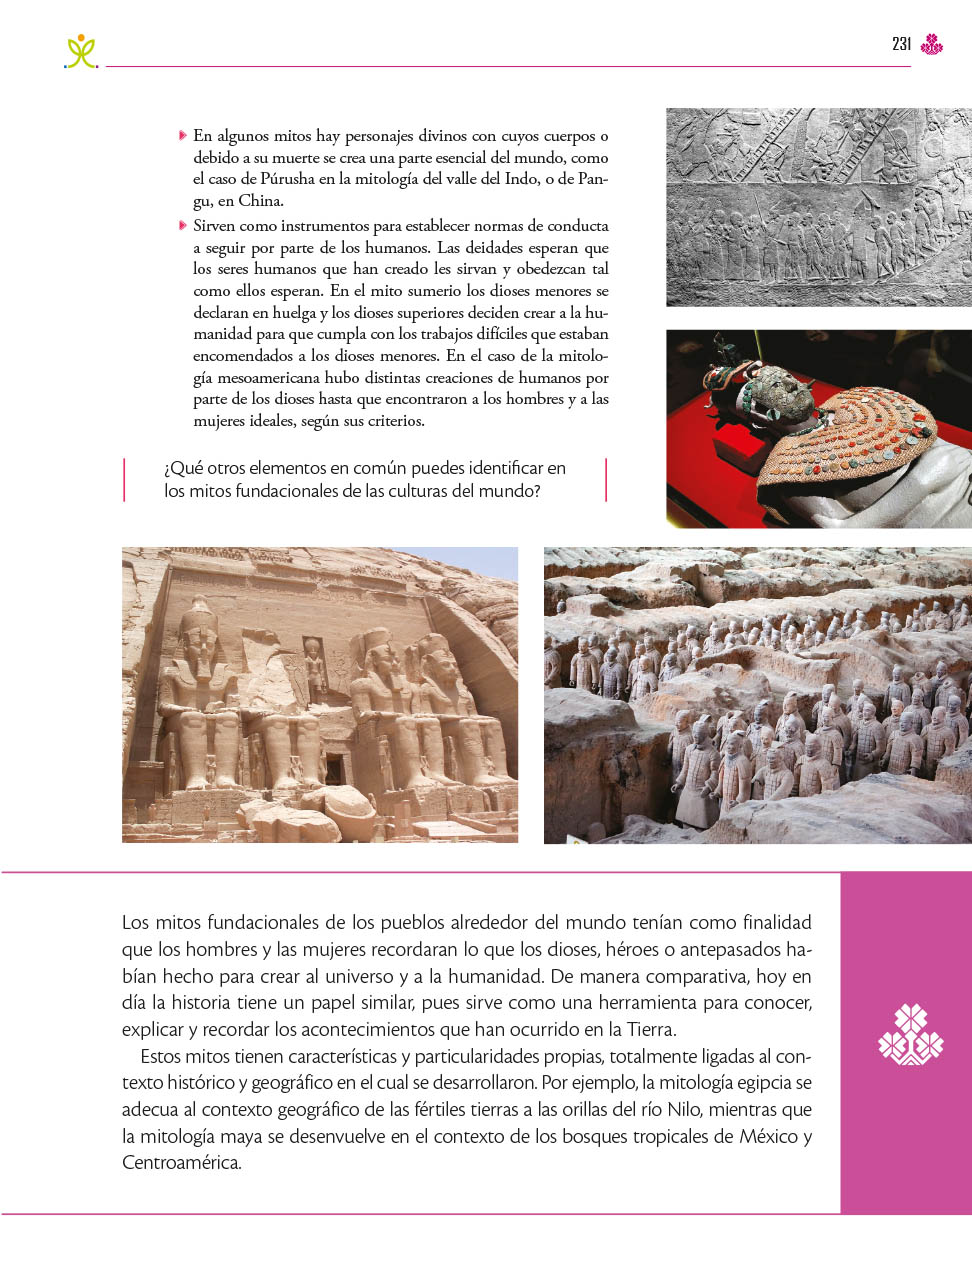 231
En algunos mitos hay personajes divinos con cuyos cuerpos o
debido a su muerte se crea una parte esencial del mundo, como
el caso de Púrusha en la mitología del valle del Indo, o de Pan-
gu, en China.
Sirven como instrumentos para establecer normas de conducta
a seguir por parte de los humanos. Las deidades esperan que
los seres humanos que han creado les sirvan y obedezcan tal
como ellos esperan. En el mito sumerio los dioses menores se
declaran en huelga y los dioses superiores deciden crear a la hu-
manidad para que cumpla con los trabajos difíciles que estaban
encomendados a los dioses menores. En el caso de la mitolo-
gía mesoamericana hubo distintas creaciones de humanos por
parte de los dioses hasta que encontraron a los hombres y a las
mujeres ideales, según sus criterios.
¿Qué otros elementos en común puedes identificar en
los mitos fundacionales de las culturas del mundo?
Los mitos fundacionales de los pueblos alrededor del mundo tenían como finalidad
que los hombres y las mujeres recordaran lo que los dioses, héroes o antepasados ha-
bían hecho para crear al universo y a la humanidad. De manera comparativa, hoy en
día la historia tiene un papel similar, pues sirve como una herramienta para conocer,
explicar y recordar los acontecimientos que han ocurrido en la Tierra.
Estos mitos tienen características y particularidades propias, totalmente ligadas al con-
texto histórico y geográfico en el cual se desarrollaron. Por ejemplo, la mitología egipcia se
adecua al contexto geográfico de las fértiles tierras a las orillas del río Nilo, mientras que
la mitología maya se desenvuelve en el contexto de los bosques tropicales de México y
Centroamérica.